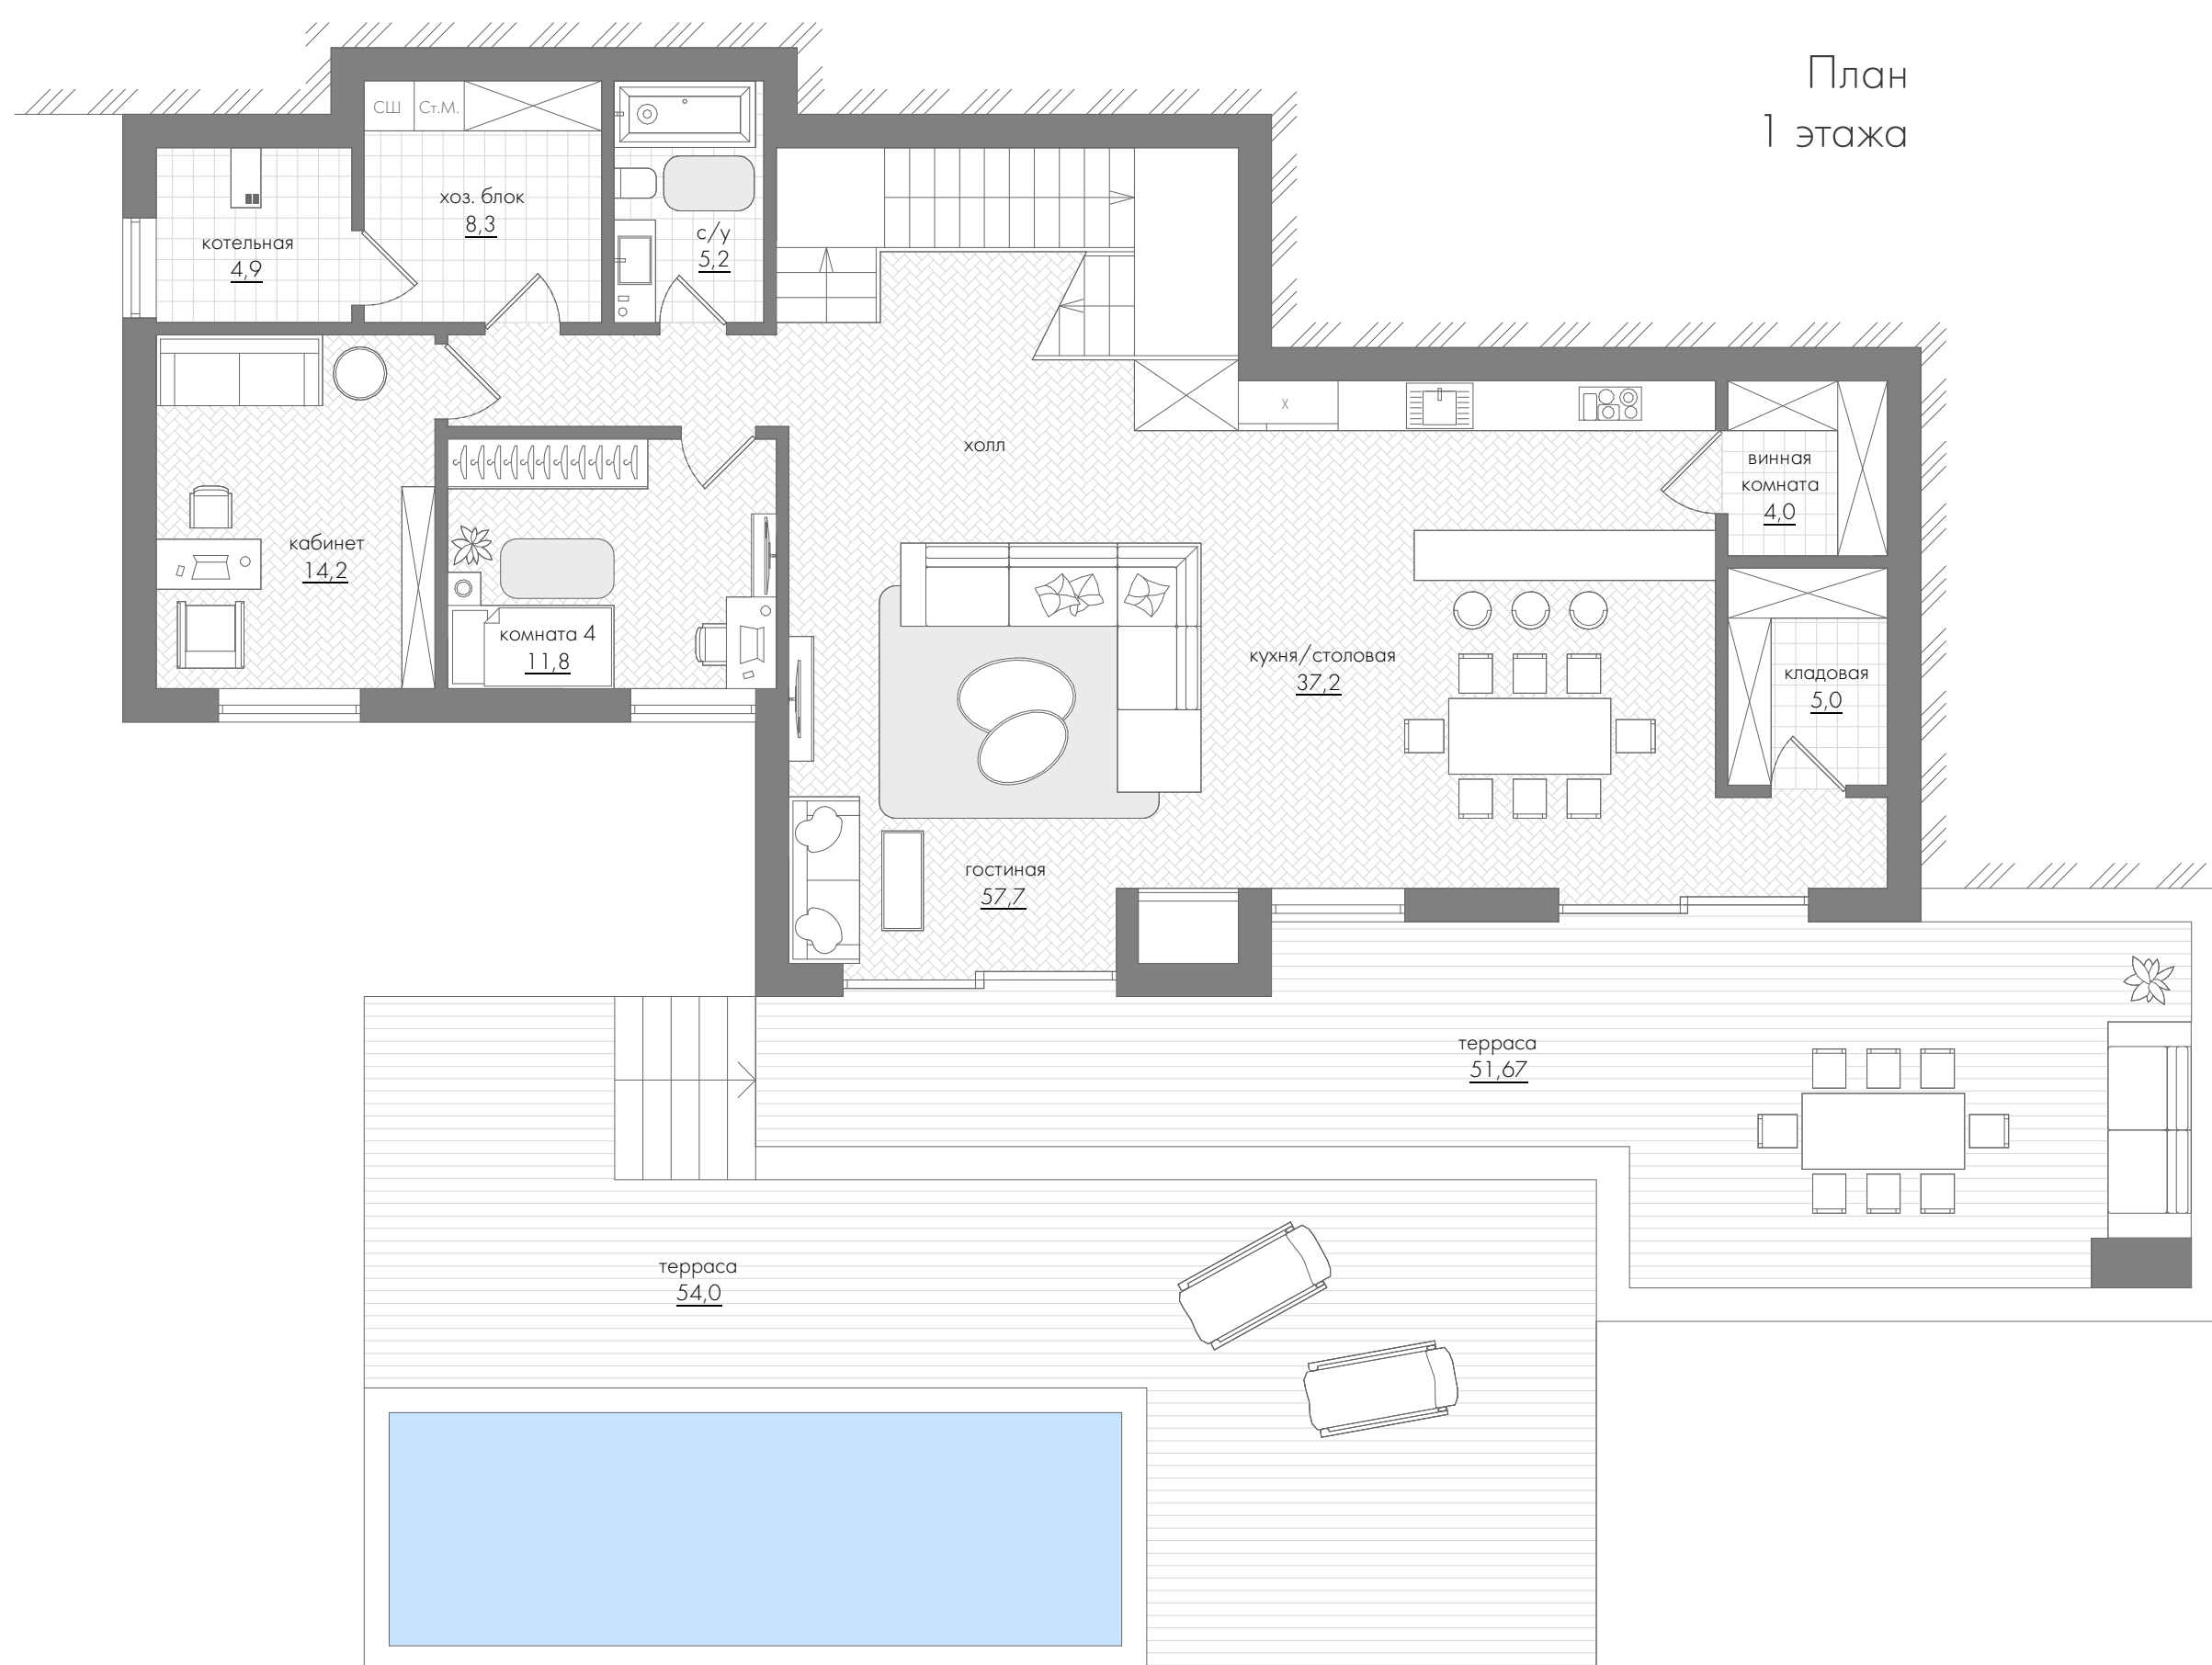 План
1 этажа
СШ
Ст.М.
хоз. блок
8,3
котельная
4,9
с/у
5,2
холл
Х
винная
комната
4,0
кабинет
14,2
комната 4
11,8
кухня/столовая
37,2
кладовая
5,0
гостиная
57,7
терраса
51,67
терраса
54,0